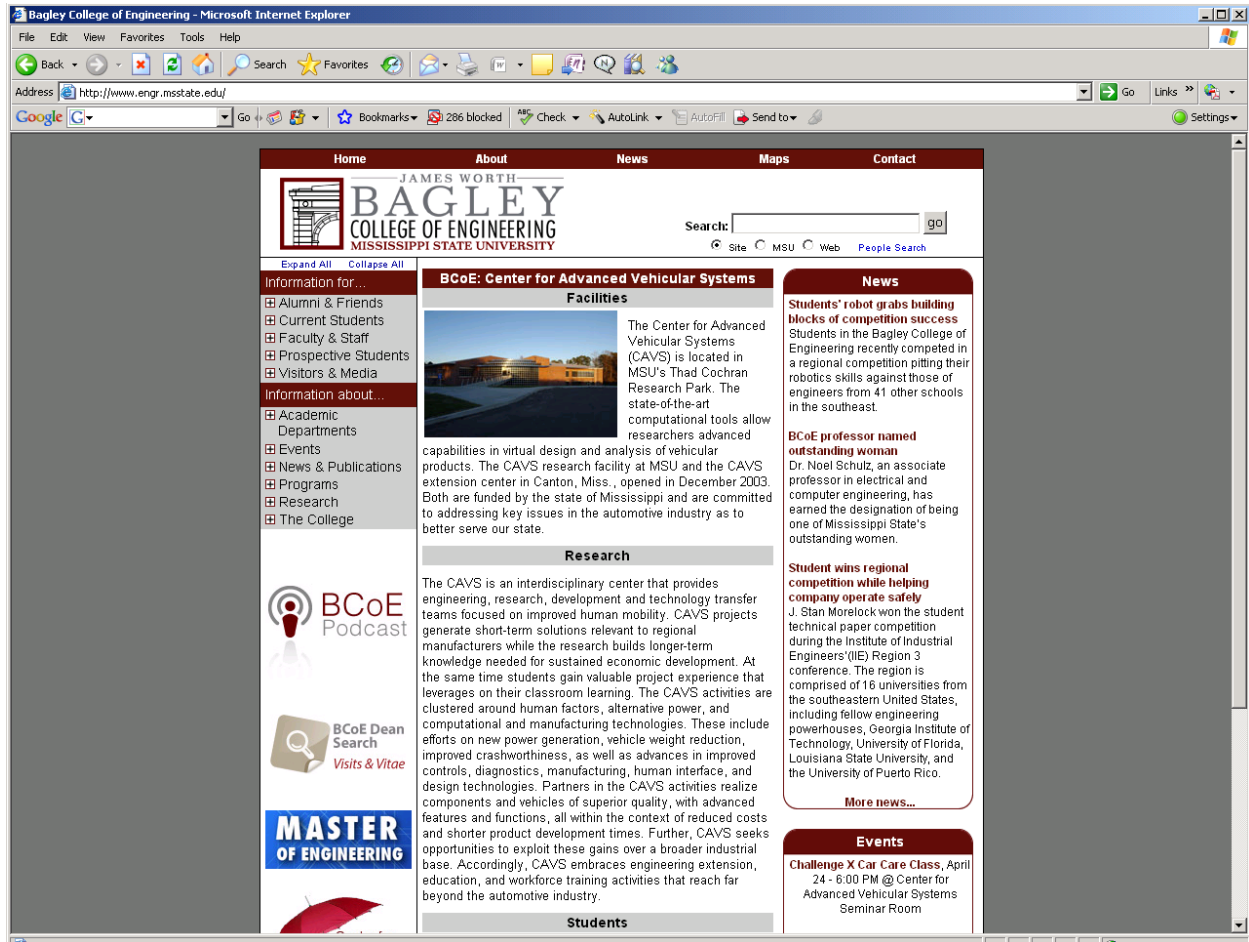 Bagley College of Engineering - Microsoft Internet Explorer
File Edit View Favorites Tools Help
Back Search Favorites
Address http://www.engr.msstate.edu/ Go Links »
Google G Go Bookmarks 286 blocked ABC Check AutoLink AutoFill Send to Settings
Home About News Maps Contact
JAMES WORTH
BAGLEY
COLLEGE OF ENGINEERING
MISSISSIPPI STATE UNIVERSITY
Search: go
Site MSU Web People Search
Expand All Collapse All
Information for...
Alumni & Friends
Current Students
Faculty & Staff
Prospective Students
Visitors & Media
Information about...
Academic
Departments
Events
News & Publications
Programs
Research
The College
BCoE
Podcast
BCoE Dean
Search
Visits & Vitae
MASTER
OF ENGINEERING
BCoE: Center for Advanced Vehicular Systems
Facilities
The Center for Advanced
Vehicular Systems
(CAVS) is located in
MSU's Thad Cochran
Research Park. The
state-of-the-art
computational tools allow
researchers advanced
capabilities in virtual design and analysis of vehicular
products. The CAVS research facility at MSU and the CAVS
extension center in Canton, Miss., opened in December 2003.
Both are funded by the state of Mississippi and are committed
to addressing key issues in the automotive industry as to
better serve our state.
Research
The CAVS is an interdisciplinary center that provides
engineering, research, development and technology transfer
teams focused on improved human mobility. CAVS projects
generate short-term solutions relevant to regional
manufacturers while the research builds longer-term
knowledge needed for sustained economic development. At
the same time students gain valuable project experience that
leverages on their classroom learning. The CAVS activities are
clustered around human factors, alternative power, and
computational and manufacturing technologies. These include
efforts on new power generation, vehicle weight reduction,
improved crashworthiness, as well as advances in improved
controls, diagnostics, manufacturing, human interface, and
design technologies. Partners in the CAVS activities realize
components and vehicles of superior quality, with advanced
features and functions, all within the context of reduced costs
and shorter product development times. Further, CAVS seeks
opportunities to exploit these gains over a broader industrial
base. Accordingly, CAVS embraces engineering extension,
education, and workforce training activities that reach far
beyond the automotive industry.
Students
News
Students' robot grabs building
blocks of competition success
Students in the Bagley College of
Engineering recently competed in
a regional competition pitting their
robotics skills against those of
engineers from 41 other schools
in the southeast.
BCoE professor named
outstanding woman
Dr. Noel Schulz, an associate
professor in electrical and
computer engineering, has
earned the designation of being
one of Mississippi State's
outstanding women.
Student wins regional
competition while helping
company operate safely
J. Stan Morelock won the student
technical paper competition
during the Institute of Industrial
Engineers'(IIE) Region 3
conference. The region is
comprised of 16 universities from
the southeastern United States,
including fellow engineering
powerhouses, Georgia Institute of
Technology, University of Florida,
Louisiana State University, and
the University of Puerto Rico.
More news...
Events
Challenge X Car Care Class, April
24 - 6:00 PM @ Center for
Advanced Vehicular Systems
Seminar Room